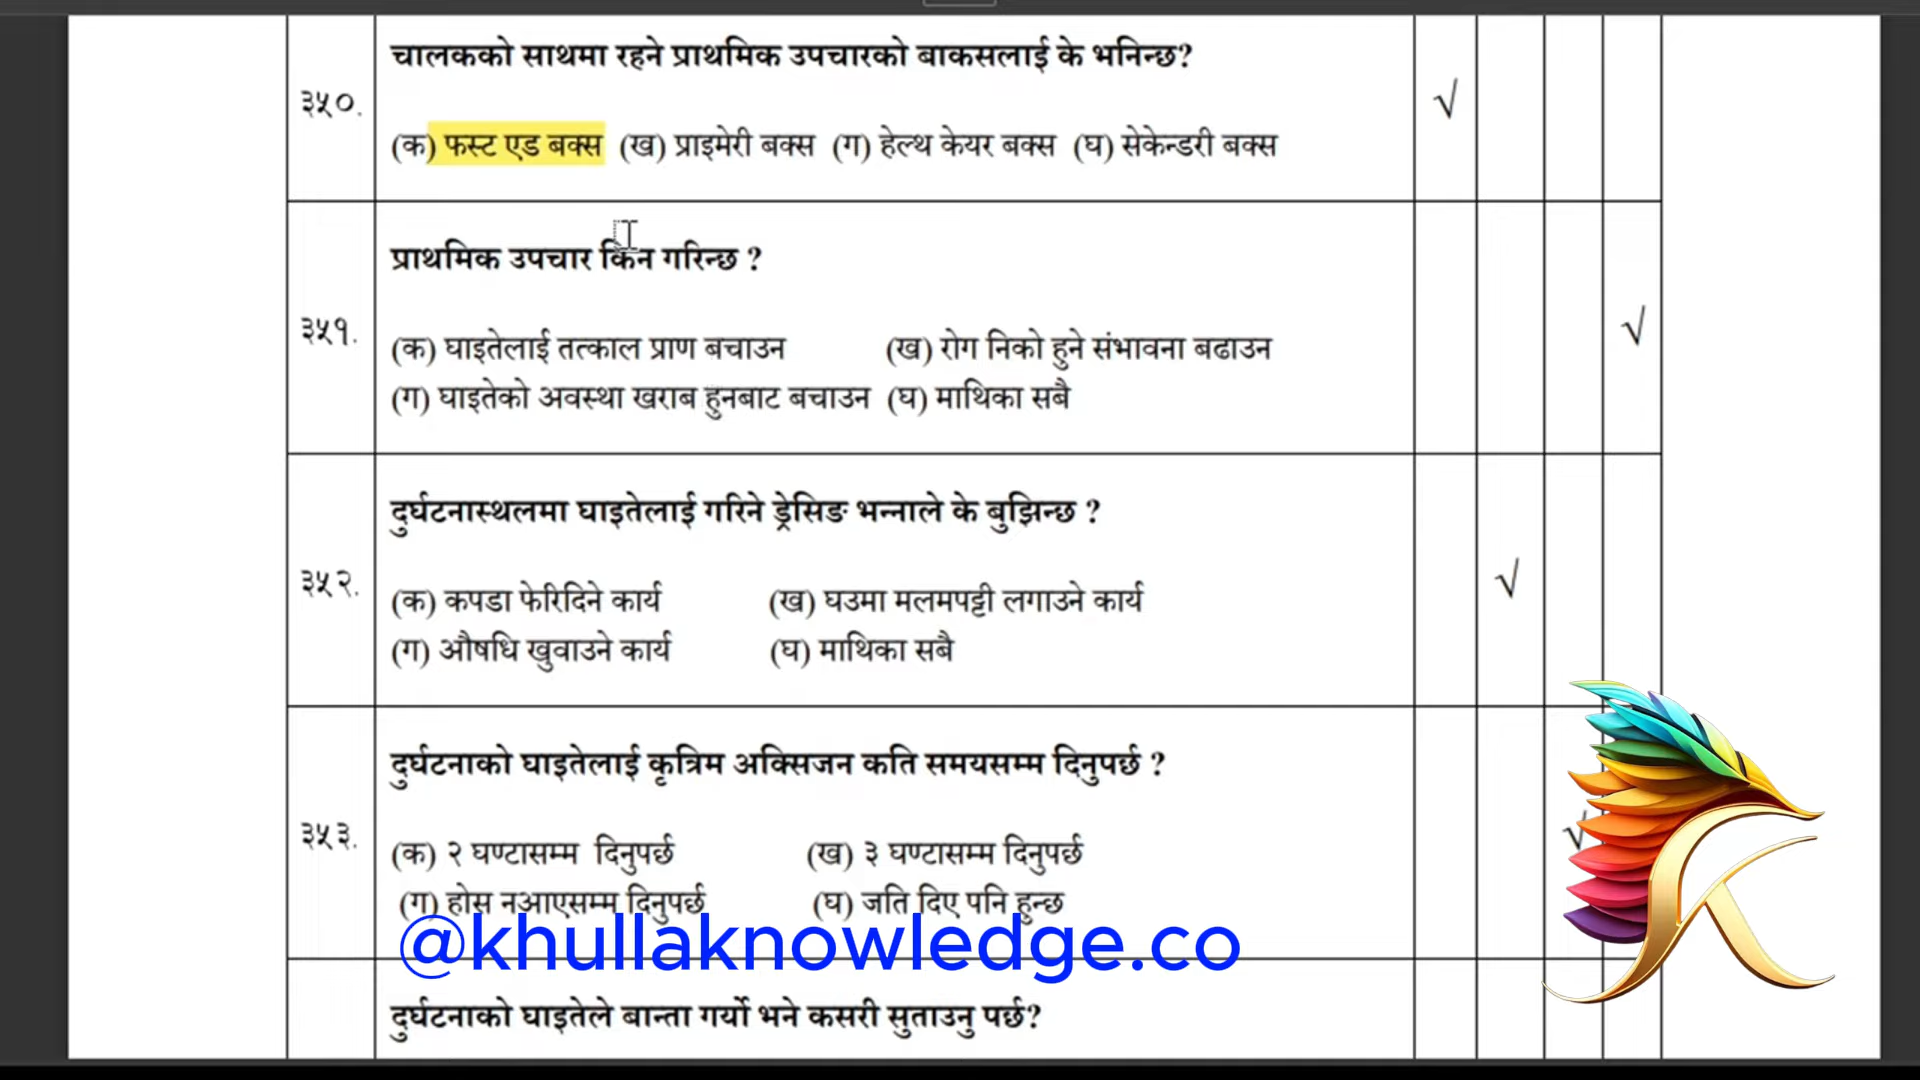 चालकको साथमा रहने प्राथमिक उपचारको बाकसलाई के भनिन्छ?
३५०.
√
(क) फस्ट एड बक्स (ख) प्राइमेरी बक्स (ग) हेल्थ केयर बक्स (घ) सेकेन्डरी बक्स
प्राथमिक उपचार किन गरिन्छ ?
३५१.
√
(क) घाइतेलाई तत्काल प्राण बचाउन (ख) रोग निको हुने संभावना बढाउन
(ग) घाइतेको अवस्था खराब हुनबाट बचाउन (घ) माथिका सबै
दुर्घटनास्थलमा घाइतेलाई गरिने ड्रेसिङ भन्नाले के बुझिन्छ ?
३५२.
√
(क) कपडा फेरिदिने कार्य (ख) घउमा मलमपट्टी लगाउने कार्य
(ग) औषधि खुवाउने कार्य (घ) माथिका सबै
दुर्घटनाको घाइतेलाई कृत्रिम अक्सिजन कति समयसम्म दिनुपर्छ ?
३५३.
√
(क) २ घण्टासम्म दिनुपर्छ (ख) ३ घण्टासम्म दिनुपर्छ
(ग) होस नआएसम्म दिनुपर्छ (घ) जति दिए पनि हुन्छ
@khullaknowledge.co
दुर्घटनाको घाइतेले बान्ता गर्यो भने कसरी सुताउनु पर्छ?